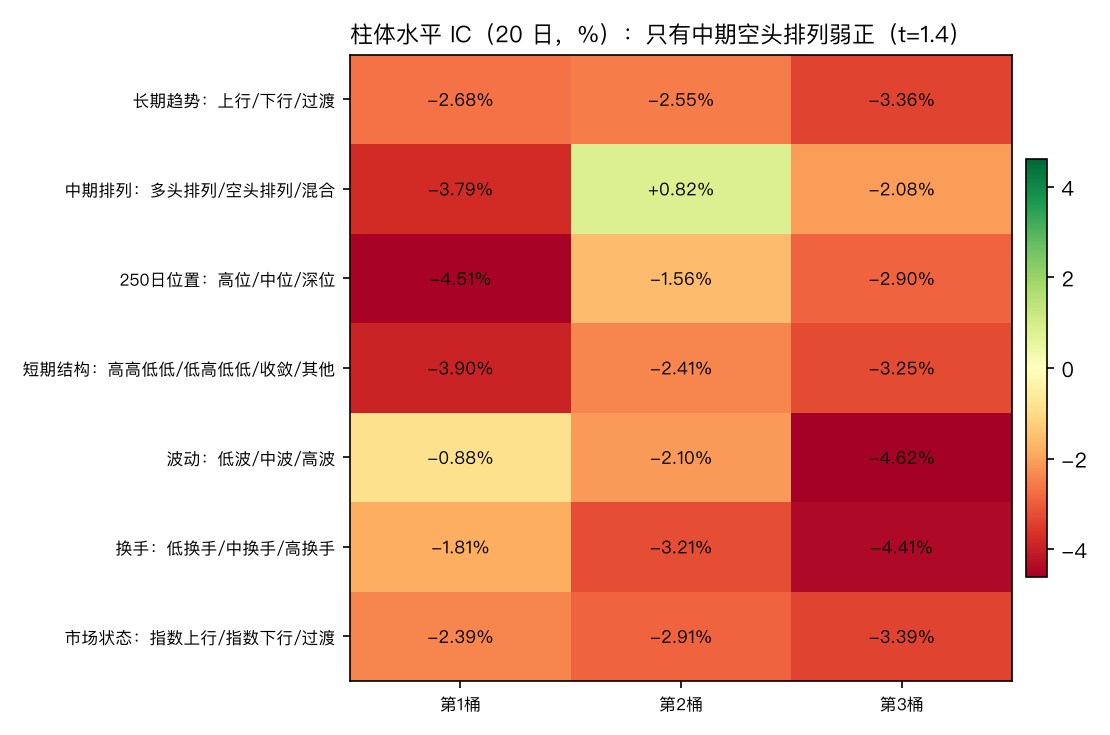 柱体水平 IC（20 日，%）：只有中期空头排列弱正（t=1.4）
长期趋势：上行/下行/过渡
−2.68%
−2.55%
−3.36%
中期排列：多头排列/空头排列/混合
−3.79%
+0.82%
−2.08%
250日位置：高位/中位/深位
−4.51%
−1.56%
−2.90%
短期结构：高高低低/低高低低/收敛/其他
−3.90%
−2.41%
−3.25%
波动：低波/中波/高波
−0.88%
−2.10%
−4.62%
换手：低换手/中换手/高换手
−1.81%
−3.21%
−4.41%
市场状态：指数上行/指数下行/过渡
−2.39%
−2.91%
−3.39%
第1桶
第2桶
第3桶
4
2
0
−2
−4